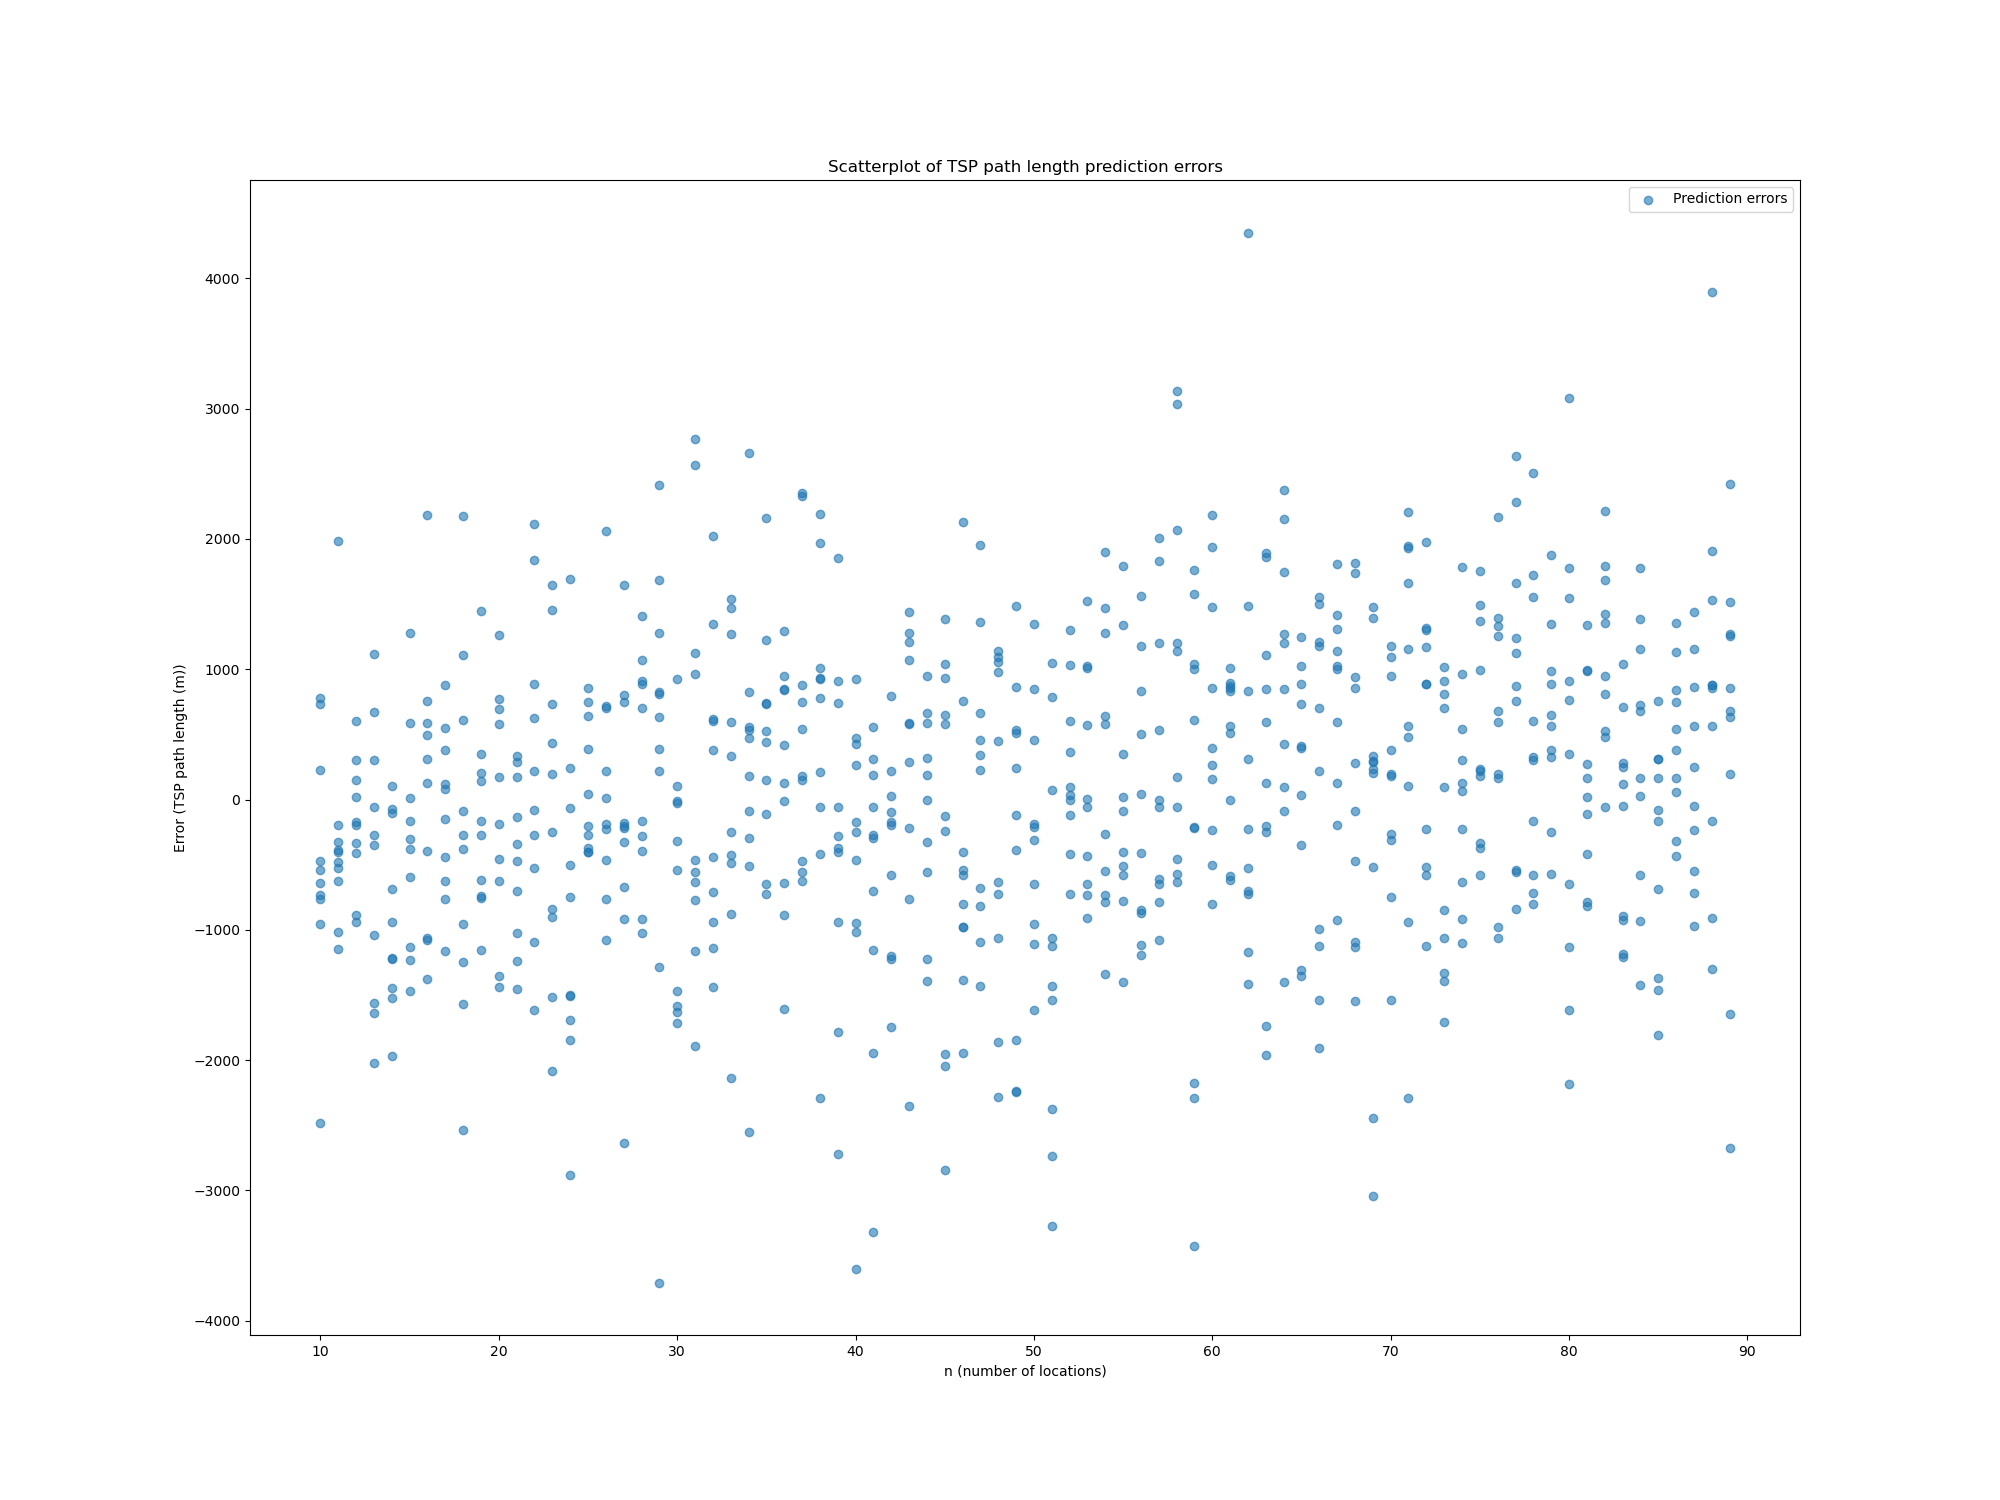 Scatterplot of TSP path length prediction errors
Prediction errors
4000
3000
2000
1000
0
−1000
−2000
−3000
−4000
Error (TSP path length (m))
10 20 30 40 50 60 70 80 90
n (number of locations)